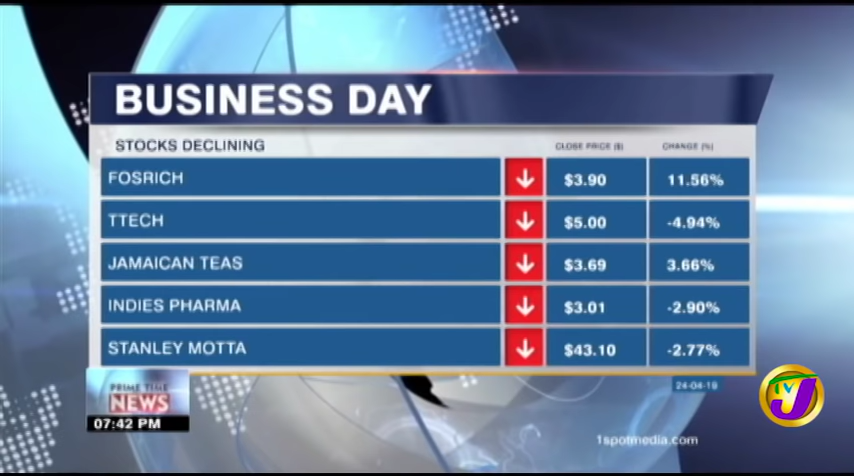 BUSINESS DAY
STOCKS DECLINING CLOSE PRICE ($) CHANGE (%)
FOSRICH $3.90 11.56%
TTECH $5.00 -4.94%
JAMAICAN TEAS $3.69 3.66%
INDIES PHARMA $3.01 -2.90%
STANLEY MOTTA $43.10 -2.77%
PRIME TIME
NEWS
07:42 PM
24-04-19
TVJ
1spotmedia.com